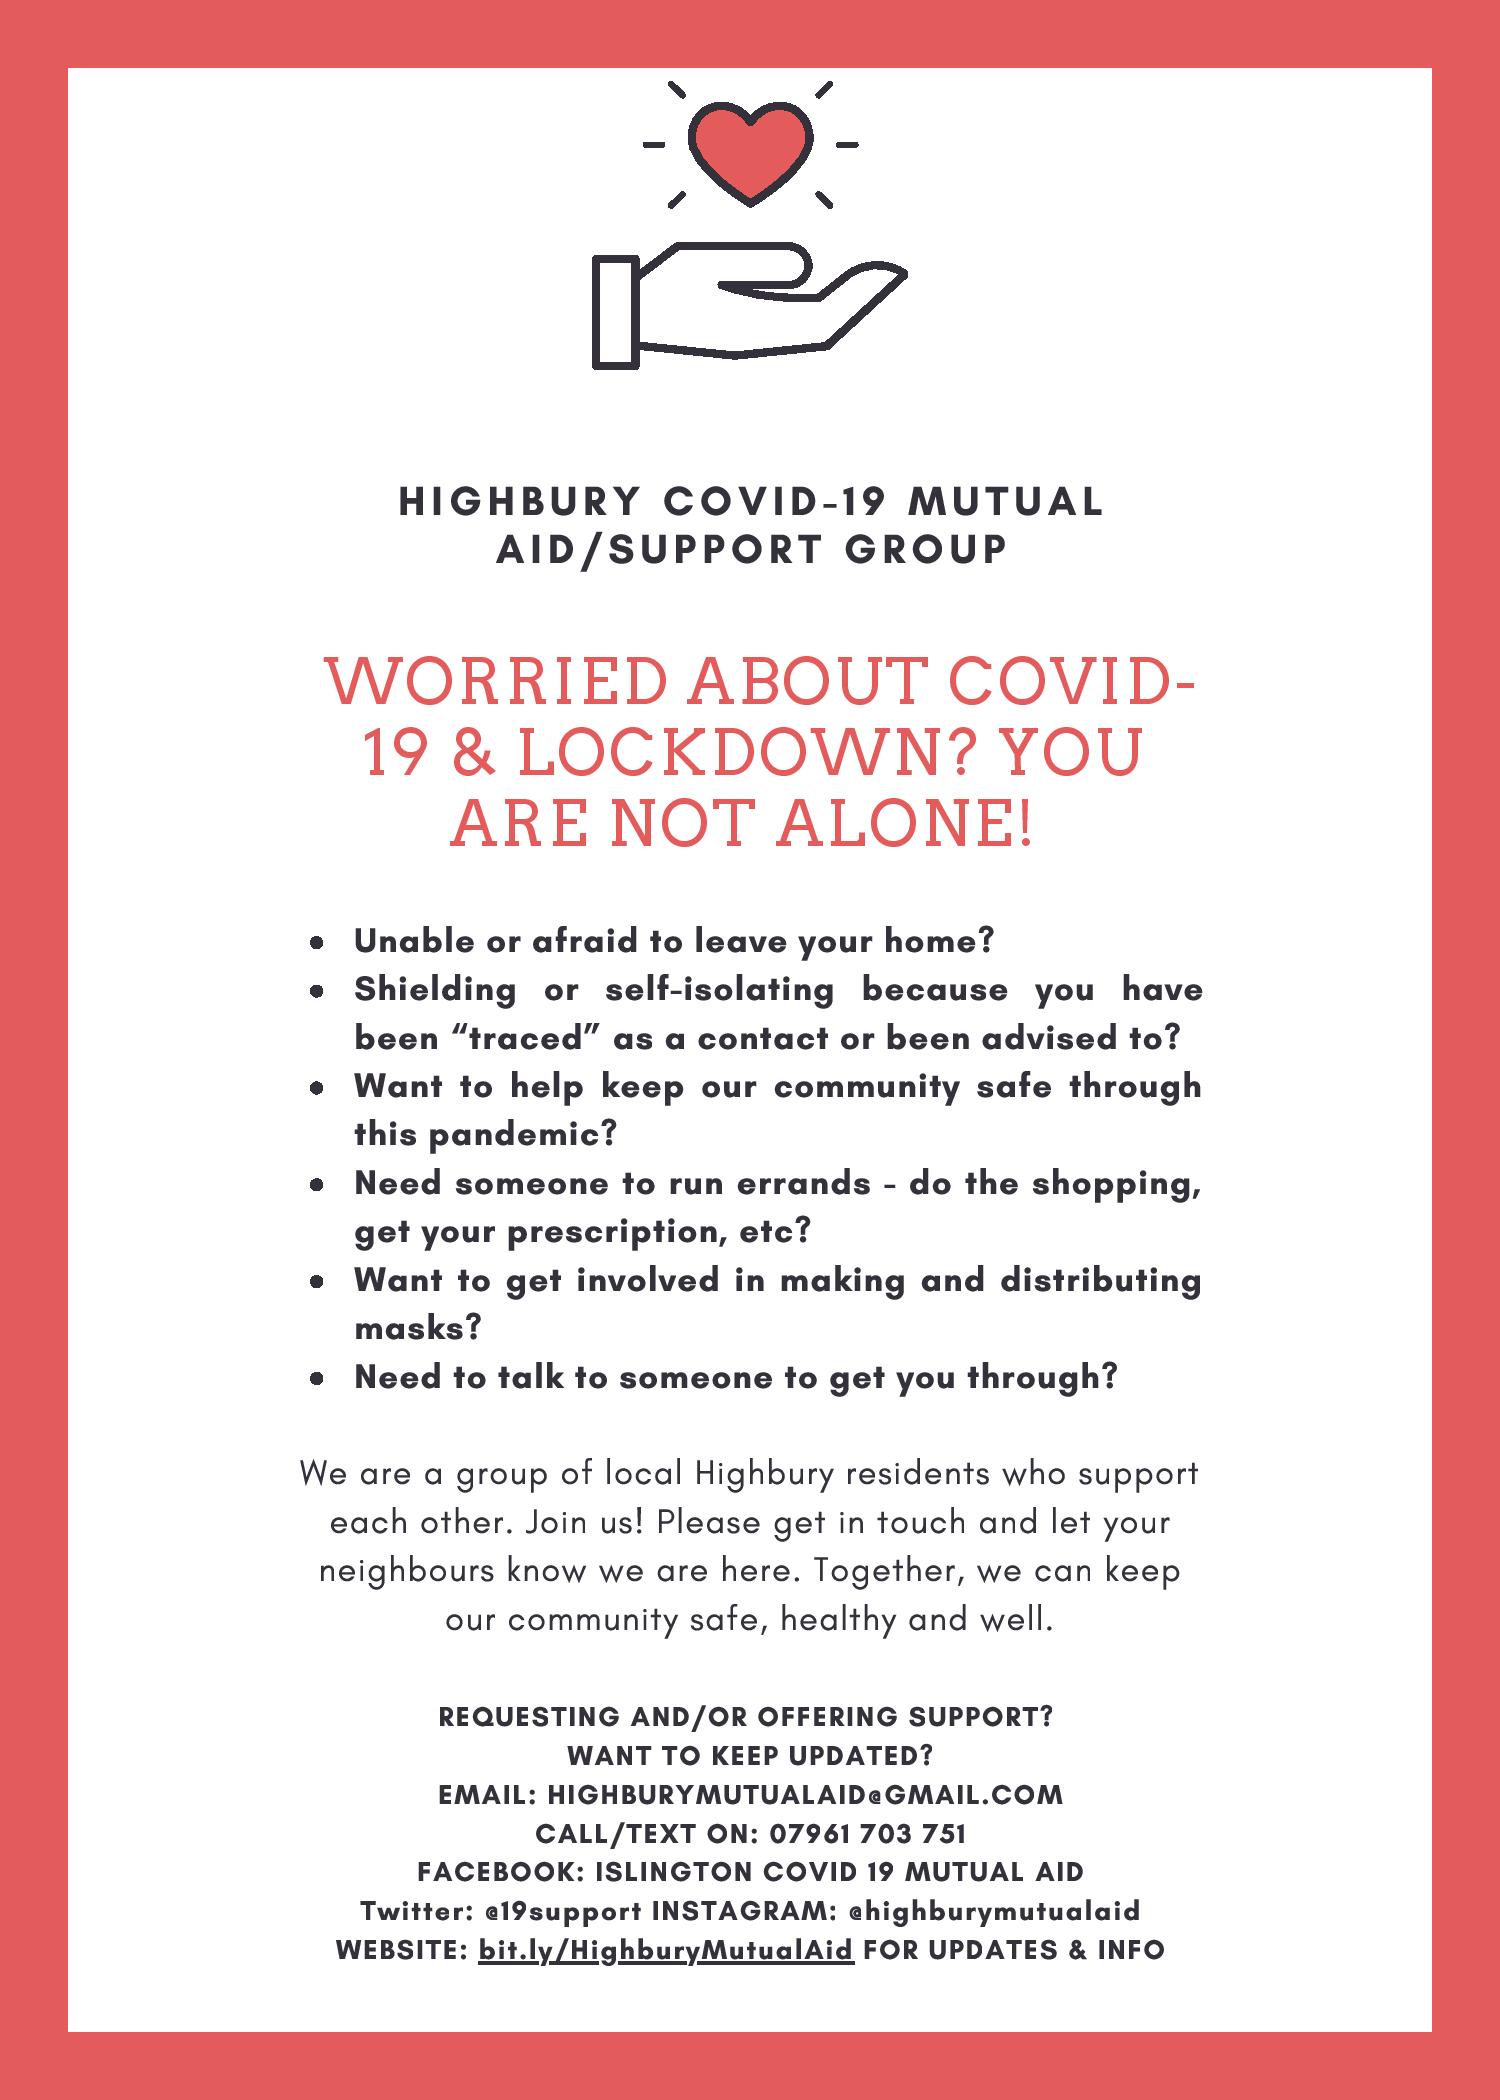 HIGHBURY COVID-19 MUTUAL
AID/SUPPORT GROUP
WORRIED ABOUT COVID-
19 & LOCKDOWN? YOU
ARE NOT ALONE!
• Unable or afraid to leave your home?
• Shielding or self-isolating because you have
been “traced” as a contact or been advised to?
• Want to help keep our community safe through
this pandemic?
• Need someone to run errands - do the shopping,
get your prescription, etc?
• Want to get involved in making and distributing
masks?
• Need to talk to someone to get you through?
We are a group of local Highbury residents who support
each other. Join us! Please get in touch and let your
neighbours know we are here. Together, we can keep
our community safe, healthy and well.
REQUESTING AND/OR OFFERING SUPPORT?
WANT TO KEEP UPDATED?
EMAIL: HIGHBURYMUTUALAID@GMAIL.COM
CALL/TEXT ON: 07961 703 751
FACEBOOK: ISLINGTON COVID 19 MUTUAL AID
Twitter: @19support INSTAGRAM: @highburymutualaid
WEBSITE: bit.ly/HighburyMutualAid FOR UPDATES & INFO